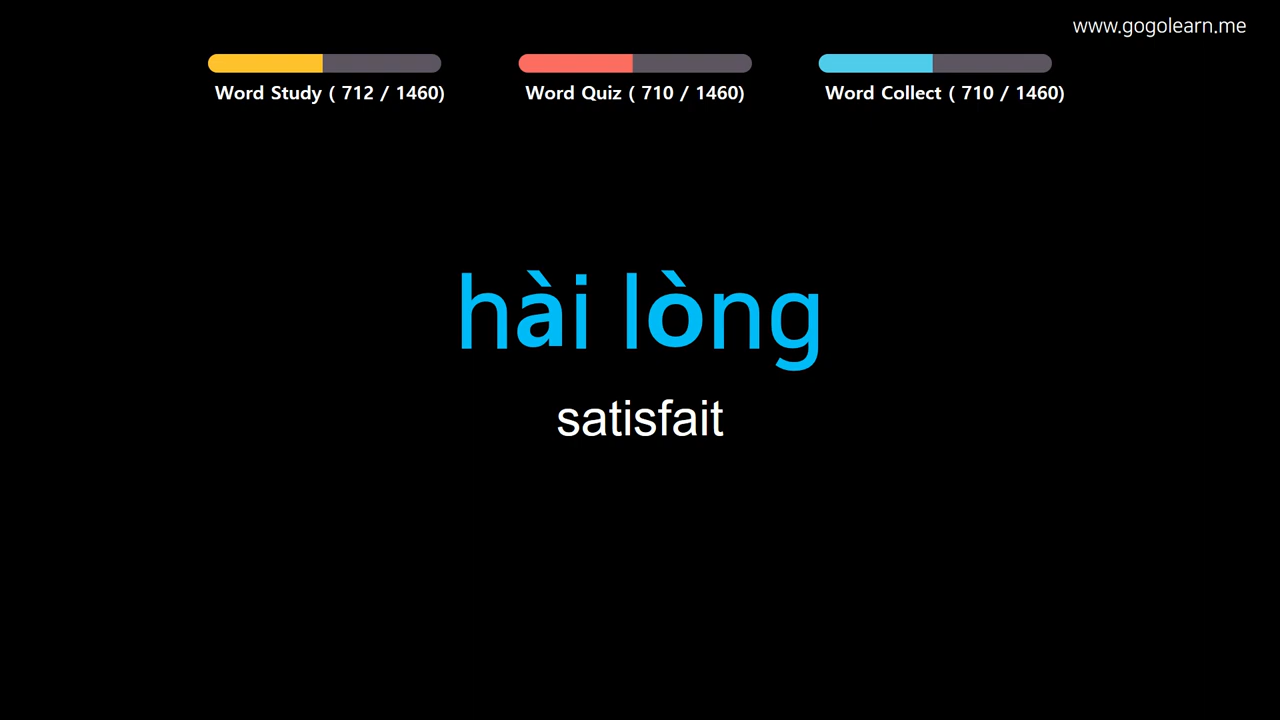 www.gogolearn.me
Word Study ( 712 / 1460)
Word Quiz ( 710 / 1460)
Word Collect ( 710 / 1460)
hài lòng
satisfait